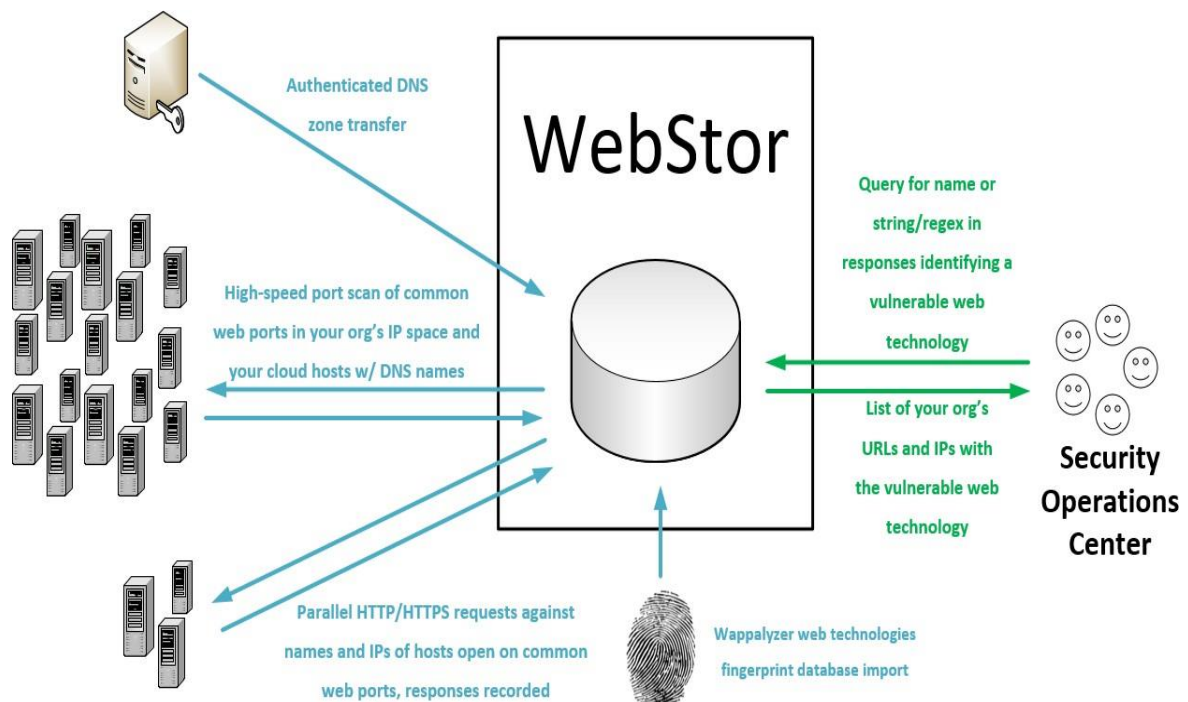 Authenticated DNS
zone transfer
WebStor
High-speed port scan of common
web ports in your org’s IP space and
your cloud hosts w/ DNS names
Query for name or
string/regex in
responses identifying a
vulnerable web
technology
List of your org’s
URLs and IPs with
the vulnerable web
technology
Security
Operations
Center
Parallel HTTP/HTTPS requests against
names and IPs of hosts open on common
web ports, responses recorded
Wappalyzer web technologies
fingerprint database import